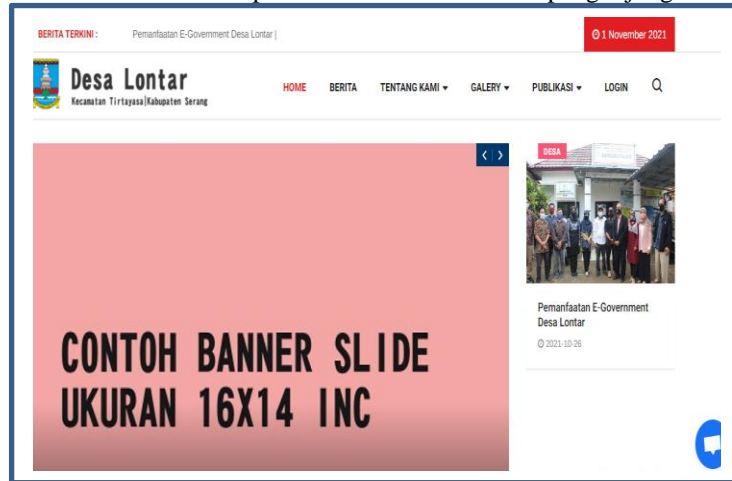 BERITA TERKINI :
Pemanfaatan E-Government Desa Lontar |
1 November 2021
Desa Lontar
Kecamatan Tirtayasa|Kabupaten Serang
HOME
BERITA
TENTANG KAMI
GALERY
PUBLIKASI
LOGIN
CONTOH BANNER SLIDE
UKURAN 16X14 INC
DESA
Pemanfaatan E-Government
Desa Lontar
2021-10-26